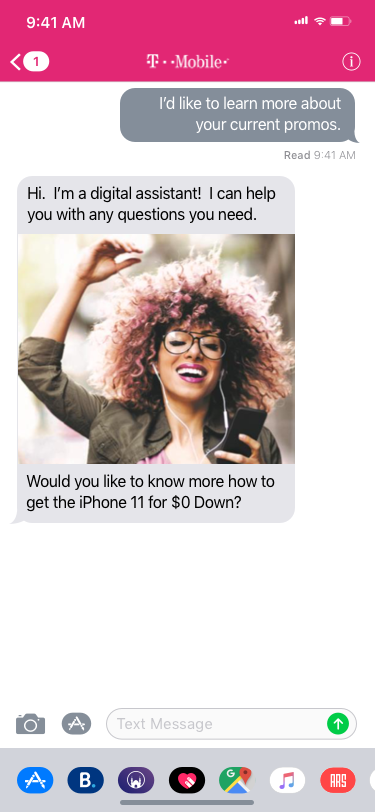 9:41 AM
1
T··Mobile·
I'd like to learn more about
your current promos.
Read 9:41 AM
Hi. I'm a digital assistant! I can help
you with any questions you need.
Would you like to know more how to
get the iPhone 11 for $0 Down?
Text Message
B.
G
ARS